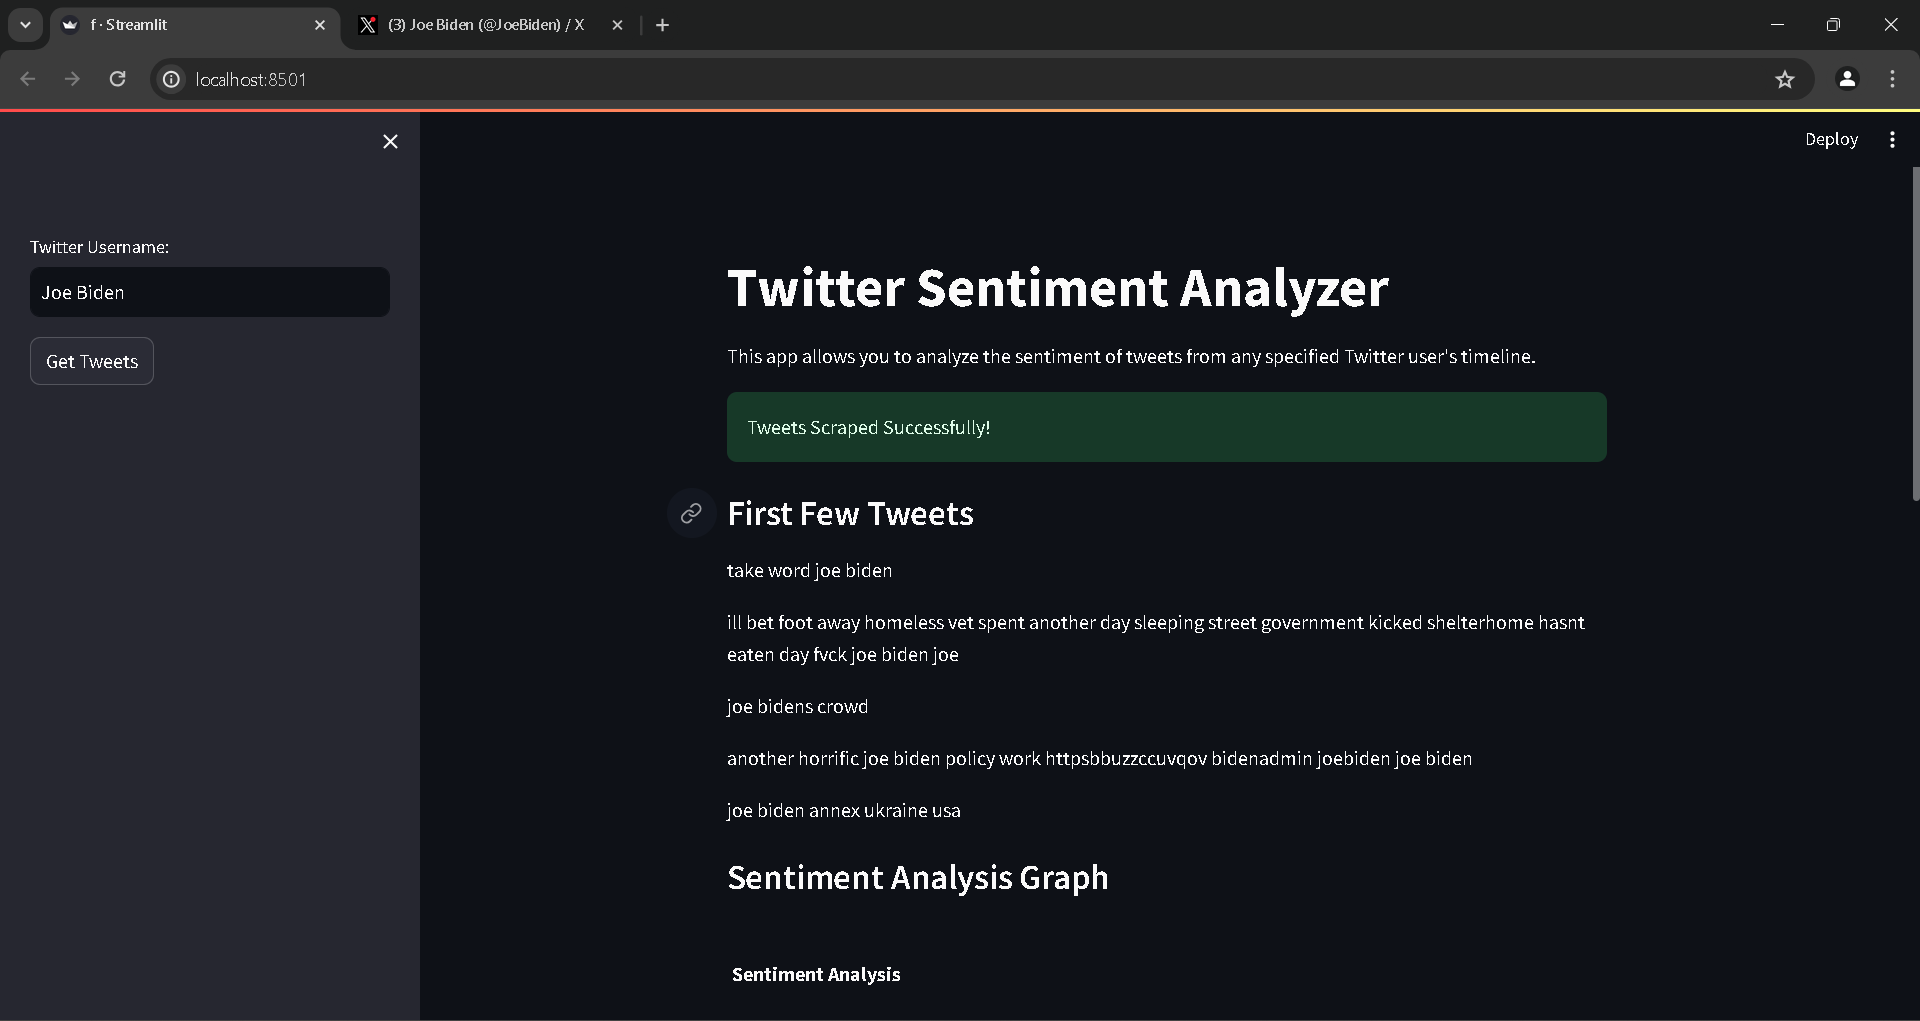 f · Streamlit
(3) Joe Biden (@JoeBiden) / X
localhost:8501
Deploy
Twitter Username:
Joe Biden
Get Tweets
Twitter Sentiment Analyzer
This app allows you to analyze the sentiment of tweets from any specified Twitter user's timeline.
Tweets Scraped Successfully!
First Few Tweets
take word joe biden
ill bet foot away homeless vet spent another day sleeping street government kicked shelterhome hasnt
eaten day fvck joe biden joe
joe bidens crowd
another horrific joe biden policy work httpsbbuzzccuvqov bidenadmin joebiden joe biden
joe biden annex ukraine usa
Sentiment Analysis Graph
Sentiment Analysis